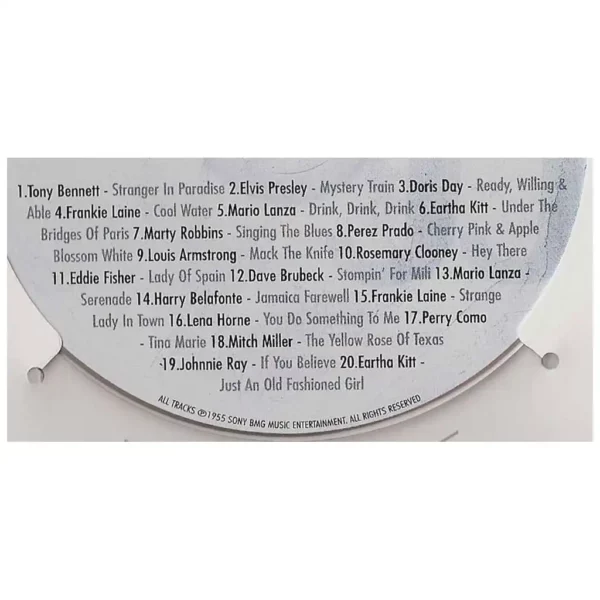 1.Tony Bennett - Stranger In Paradise 2.Elvis Presley - Mystery Train 3.Doris Day - Ready, Willing &
Able 4.Frankie Laine - Cool Water 5.Mario Lanza - Drink, Drink, Drink 6.Eartha Kitt - Under The
Bridges Of Paris 7.Marty Robbins - Singing The Blues 8.Perez Prado - Cherry Pink & Apple
Blossom White 9.Louis Armstrong - Mack The Knife 10.Rosemary Clooney - Hey There
11.Eddie Fisher - Lady Of Spain 12.Dave Brubeck - Stompin' For Mili 13.Mario Lanza -
Serenade 14.Harry Belafonte - Jamaica Farewell 15.Frankie Laine - Strange
Lady In Town 16.Lena Horne - You Do Something To Me 17.Perry Como
- Tina Marie 18.Mitch Miller - The Yellow Rose Of Texas
19.Johnnie Ray - If You Believe 20.Eartha Kitt -
Just An Old Fashioned Girl
ALL TRACKS ℗1955 SONY BMG MUSIC ENTERTAINMENT. ALL RIGHTS RESERVED